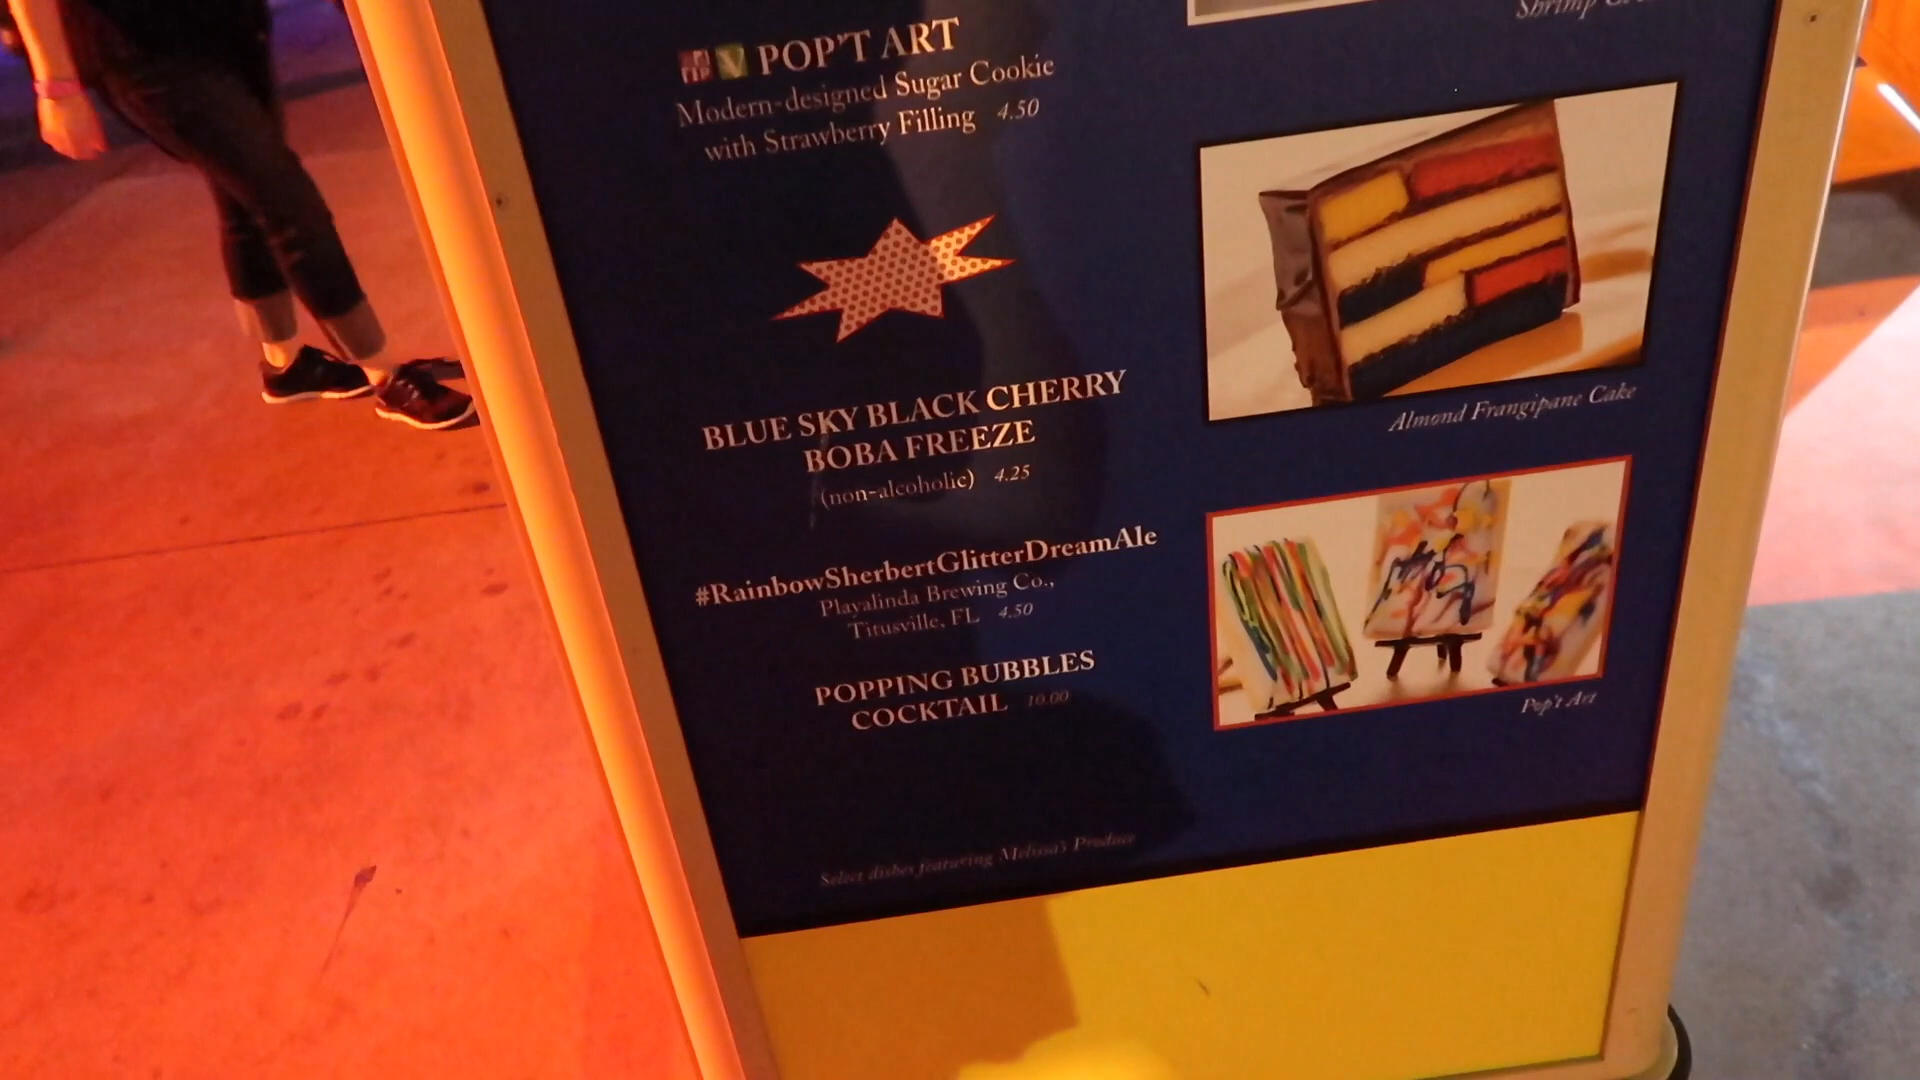 POP'T ART
Modern-designed Sugar Cookie
with Strawberry Filling 4.50
BLUE SKY BLACK CHERRY
BOBA FREEZE
(non-alcoholic) 4.25
#RainbowSherbertGlitterDreamAle
Playalinda Brewing Co.,
Titusville, FL 4.50
POPPING BUBBLES
COCKTAIL 10.00
Select dishes featuring Melissa's Produce
Shrimp
Almond Frangipane Cake
Pop't Art